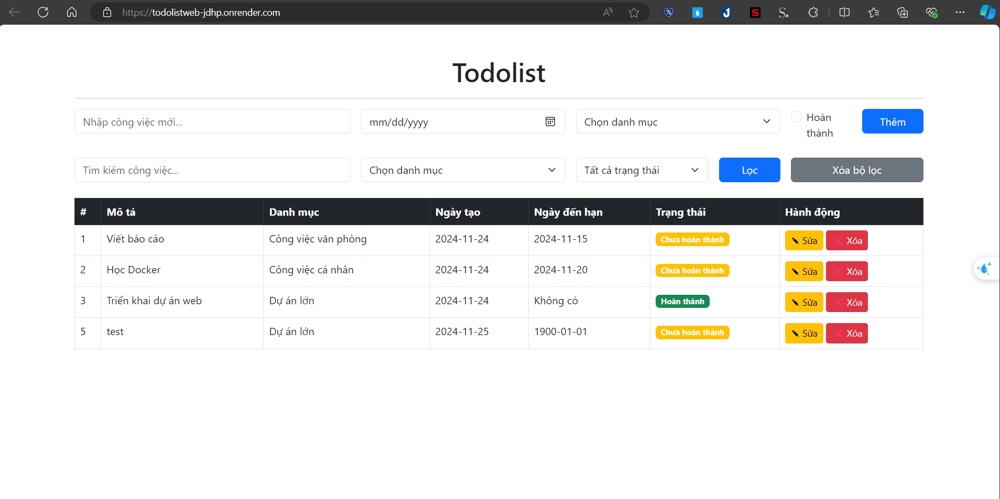 https://todolistweb-jdhp.onrender.com
Todolist
Nhập công việc mới... mm/dd/yyyy Chọn danh mục Hoàn thành Thêm
Tìm kiếm công việc... Chọn danh mục Tất cả trạng thái Lọc Xóa bộ lọc
# Mô tả Danh mục Ngày tạo Ngày đến hạn Trạng thái Hành động
1 Viết báo cáo Công việc văn phòng 2024-11-24 2024-11-15 Chưa hoàn thành Sửa Xóa
2 Học Docker Công việc cá nhân 2024-11-24 2024-11-20 Chưa hoàn thành Sửa Xóa
3 Triển khai dự án web Dự án lớn 2024-11-24 Không có Hoàn thành Sửa Xóa
5 test Dự án lớn 2024-11-25 1900-01-01 Chưa hoàn thành Sửa Xóa